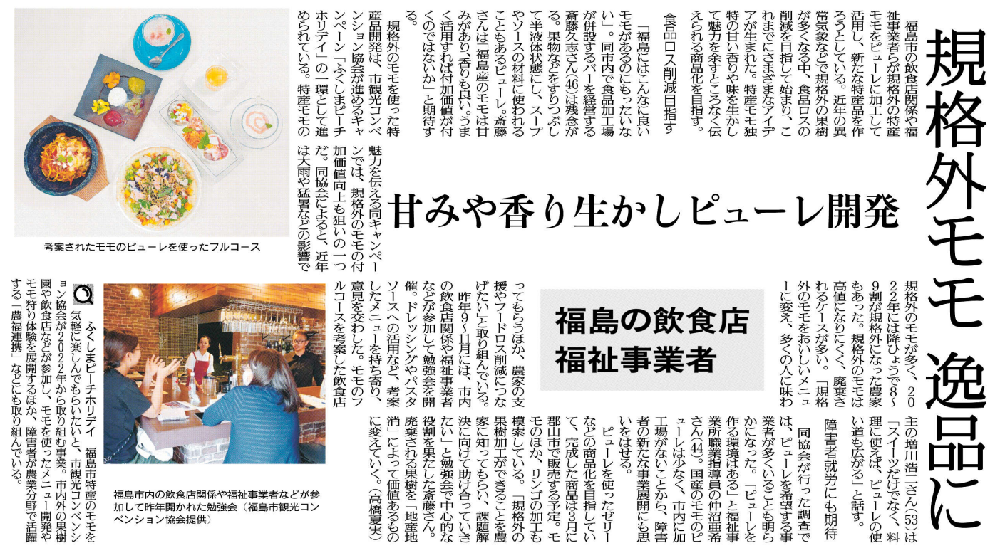 規格外モモ 逸品に
甘みや香り生かしピューレ開発
福島の飲食店
福祉事業者
福島市の飲食店関係や福
祉事業者らが規格外の特産
モモをピューレに加工して
活用し、新たな特産品を作
ろうとしている。近年の異
常気象などで規格外の果樹
が多くなる中、食品ロスの
削減を目指して始まり、こ
れまでにさまざまなアイデ
アが生まれた。特産モモ独
特の甘い香りや味を生かし
て魅力を余すところなく伝
えられる商品化を目指す。
食品ロス削減目指す
「福島にはこんなに良い
モモがあるのにもったいな
い」。同市内で食品加工場
が併設するバーを経営する
斎藤久志さん(46)は残念が
る。果物などをすりつぶし
て半液体状態にし、スープ
やソースの材料に使われる
こともあるピューレ。斎藤
さんは「福島産のモモは甘
みがあり、香りも良い。うま
く活用すれば付加価値が付
くのではないか」と期待す
る。
規格外のモモを使った特
産品開発は、市観光コンベ
ンション協会が進めるキャ
ンペーン「ふくしまピーチ
ホリデイ」の一環として進
められている。特産モモの
魅力を伝える同キャンペー
ンでは、規格外のモモの付
加価値向上も狙いの一つ
だ。同協会によると、近年
は大雨や猛暑などの影響で
規格外のモモが多く、20
22年には降ひょうで8〜
9割が規格外になった農家
もあった。規格外のモモは
高値になりにくく、廃棄さ
れるケースが多い。「規格
外のモモをおいしいメニュ
ーに変え、多くの人に味わ
ってもらうほか、農家の支
援やフードロス削減につな
げたい」と取り組んでいる。
昨年9〜11月には、市内
の飲食店関係や福祉事業者
などが参加して勉強会を開
催。ドレッシングやパスタ
ソースへの活用など、考案
したメニューを持ち寄り、
意見を交わした。モモのフ
ルコースを考案した飲食店
主の増川浩二さん(53)は
「スイーツだけでなく、料
理に使えば、ピューレの使
い道も広がる」と話す。
障害者就労にも期待
同協会が行った調査で
は、ピューレを希望する事
業者が多くいることも明ら
かになった。「ピューレを
作る環境はある」と福祉事
業所職業指導員の仲沼亜希
さん(44)。国産のモモのピ
ューレは少なく、市内に加
工場がないことから、障害
者の新たな事業展開にも思
いをはせる。
ピューレを使ったゼリー
などの商品化を目指してい
て、完成した商品は3月に
郡山市で販売する予定。モ
モのほか、リンゴの加工も
模索している。「規格外の
果樹加工ができることを農
家に知ってもらい、課題解
決に向けて助け合っていき
たい」と勉強会で中心的な
役割を果たした斎藤さん。
廃棄される果樹を「地産地
消」によって価値あるもの
に変えていく。(高橋夏実)
考案されたモモのピューレを使ったフルコース
福島市内の飲食店関係や福祉事業者などが参
加して昨年開かれた勉強会(福島市観光コン
ベンション協会提供)
ふくしまピーチホリデイ 福島市特産のモモを
気軽に楽しんでもらいたいと、市観光コンベンシ
ョン協会が2022年から取り組む事業。市内外の果樹
園や飲食店などが参加し、モモを使ったメニュー開発や
モモ狩り体験を展開するほか、障害者が農業分野で活躍
する「農福連携」などにも取り組んでいる。